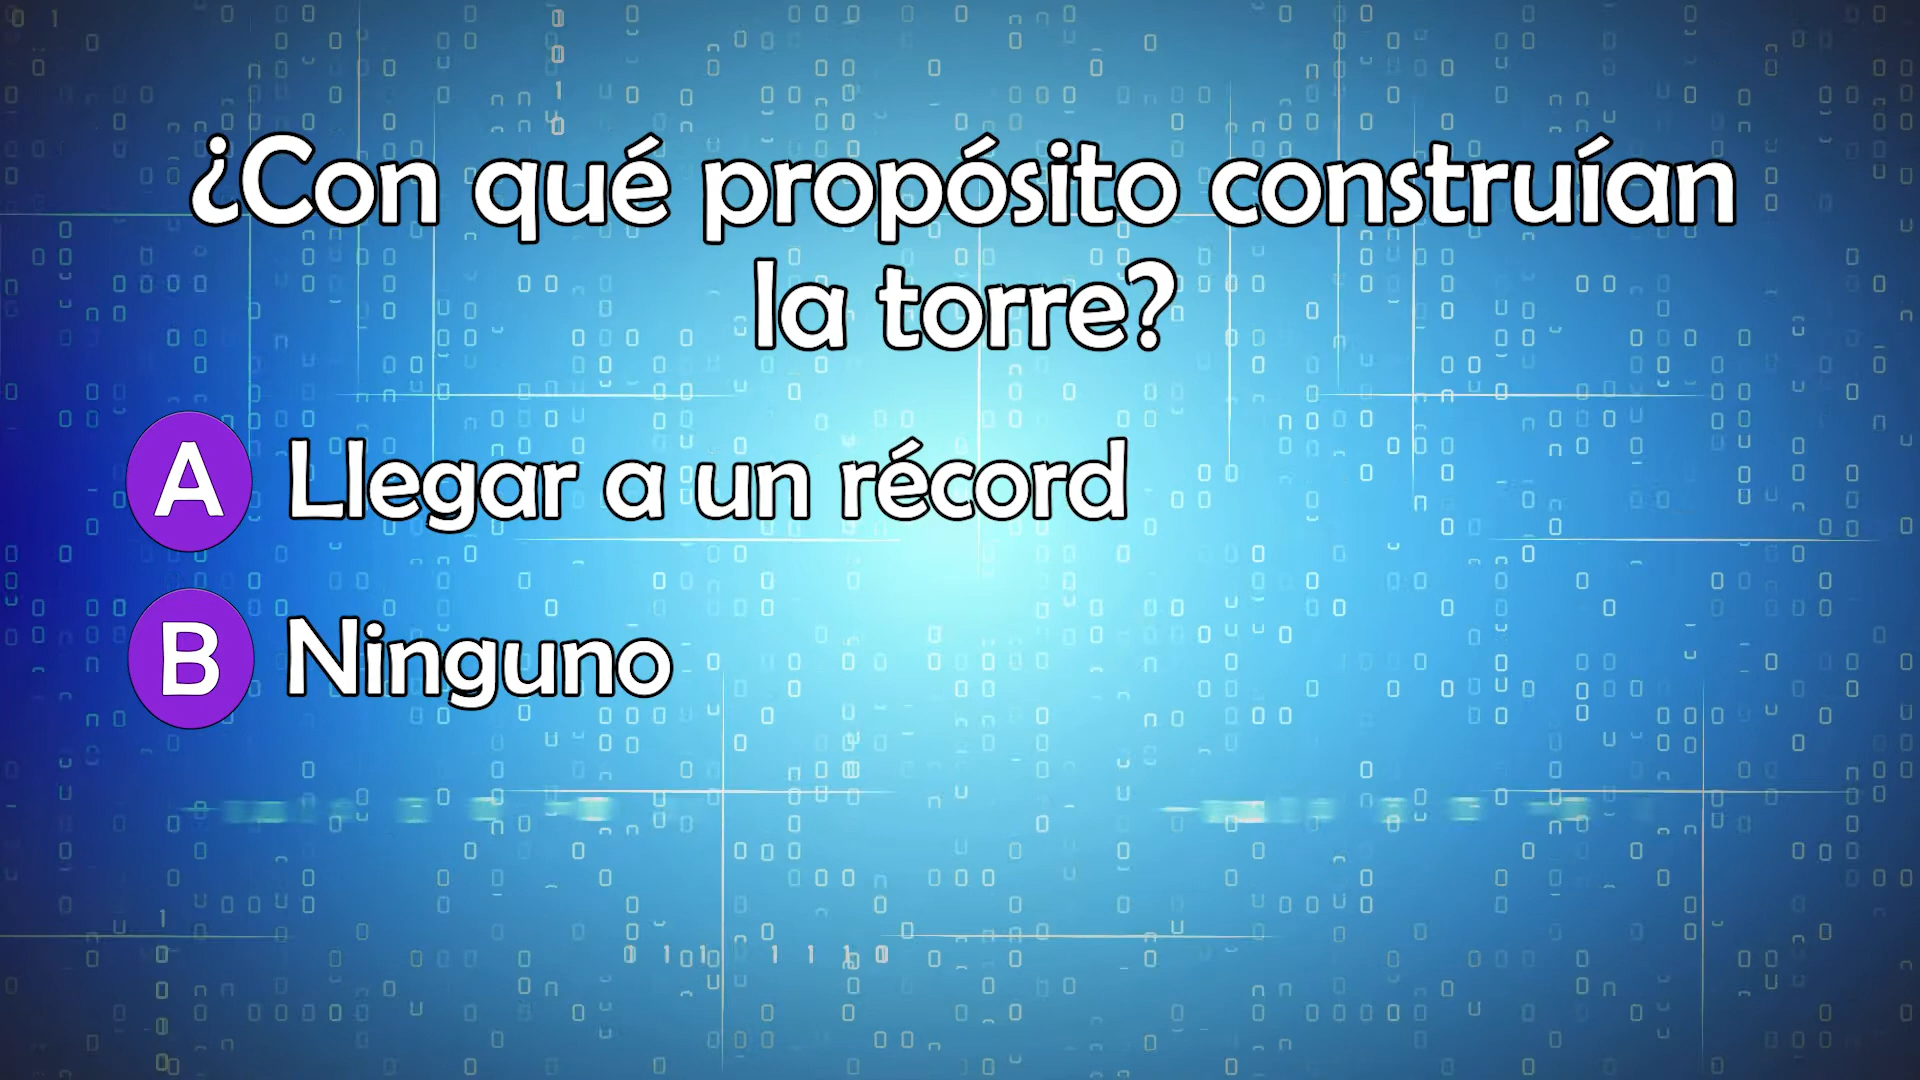 ¿Con qué propósito construían
la torre?
A Llegar a un récord
B Ninguno